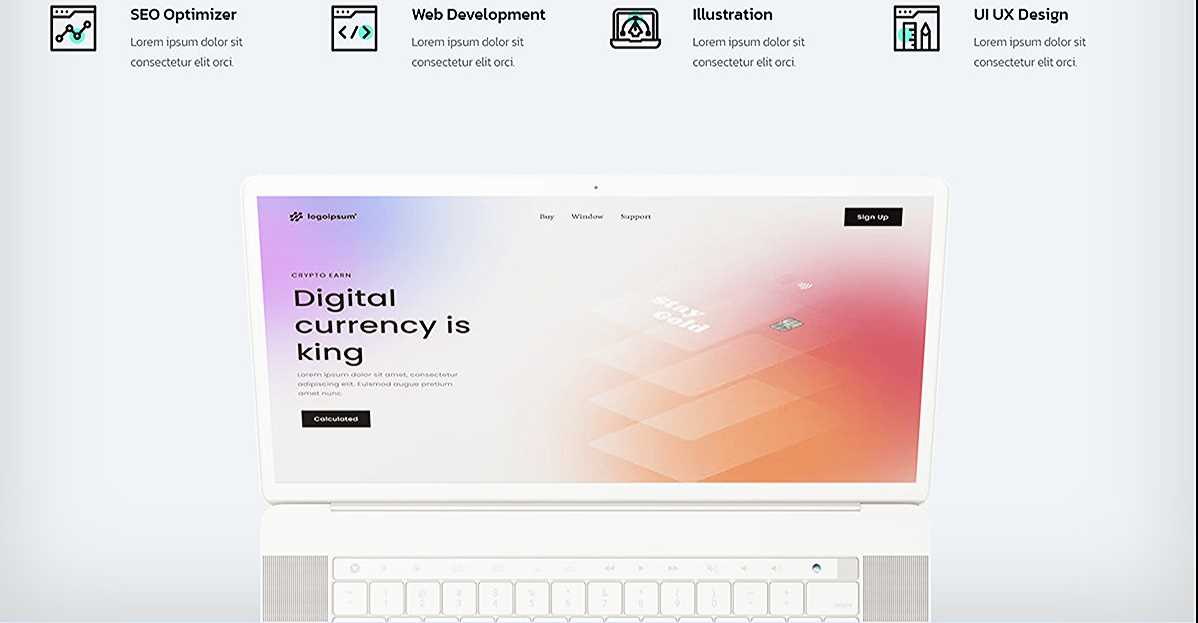 SEO Optimizer
Web Development
Illustration
UI UX Design
Lorem ipsum dolor sit
Lorem ipsum dolor sit
Lorem ipsum dolor sit
Lorem ipsum dolor sit
consectetur elit orci.
consectetur elit orci.
consectetur elit orci.
consectetur elit orci.
logoipsum
Buy Window Support
Sign Up
CRYPTO EARN
Digital
currency is
king
Stay
Gold
Lorem ipsum dolor sit amet, consectetur
adipiscing elit. Euismod augue pretium
amet nunc.
Calculated